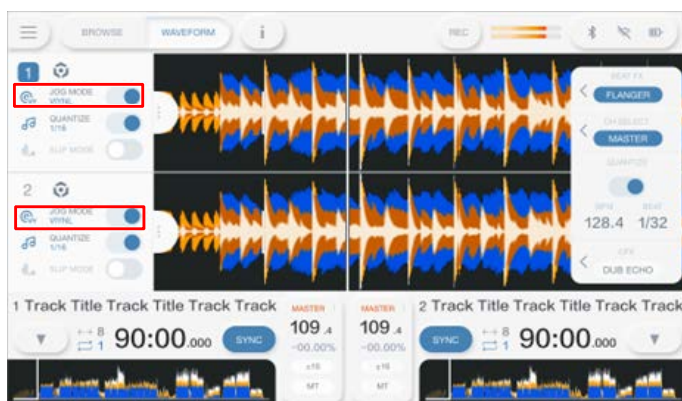 BROWSE
WAVEFORM
i
REC
1
JOG MODE
VIYNL
QUANTIZE
1/16
SLIP MODE
2
JOG MODE
VIYNL
QUANTIZE
1/16
SLIP MODE
BEAT FX
FLANGER
CH SELECT
MASTER
QUANTIZE
BPM BEAT
128.4 1/32
CFX
DUB ECHO
1 Track Title Track Title Track Track
8
1
90:00.000
SYNC
MASTER
109.4
-00.00%
±16
MT
MASTER
109.4
-00.00%
±16
MT
2 Track Title Track Title Track Track
SYNC
8
1
90:00.000